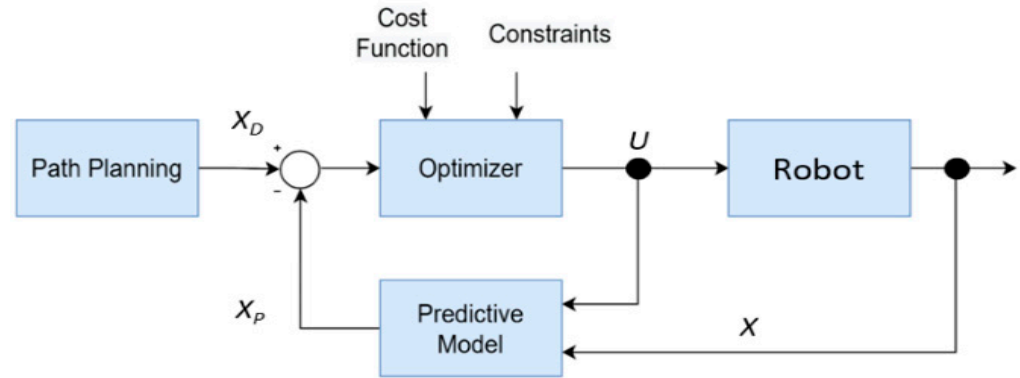 Cost
Function
Constraints
X_D
+
Path Planning
Optimizer
U
Robot
−
X_P
Predictive
Model
X